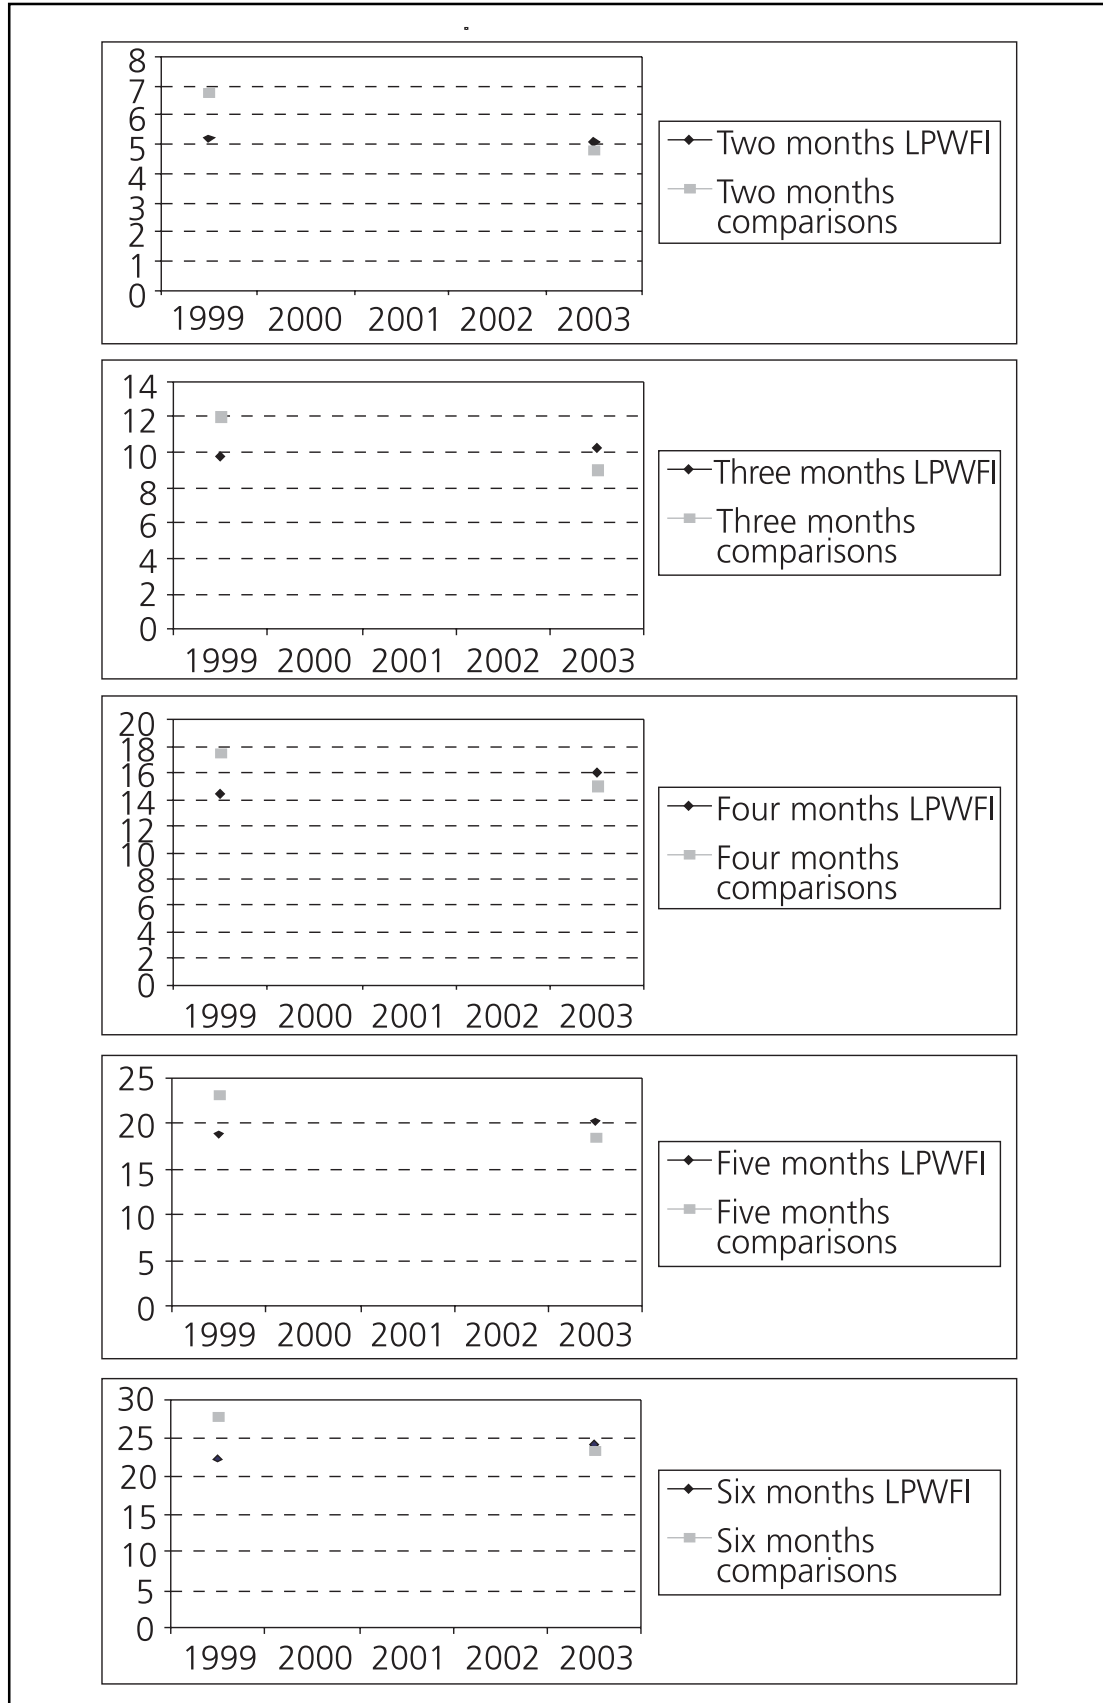 8
7
6
5
4
3
2
1
0
1999 2000 2001 2002 2003
Two months LPWFI
Two months
comparisons
14
12
10
8
6
4
2
0
1999 2000 2001 2002 2003
Three months LPWFI
Three months
comparisons
20
18
16
14
12
10
8
6
4
2
0
1999 2000 2001 2002 2003
Four months LPWFI
Four months
comparisons
25
20
15
10
5
0
1999 2000 2001 2002 2003
Five months LPWFI
Five months
comparisons
30
25
20
15
10
5
0
1999 2000 2001 2002 2003
Six months LPWFI
Six months
comparisons